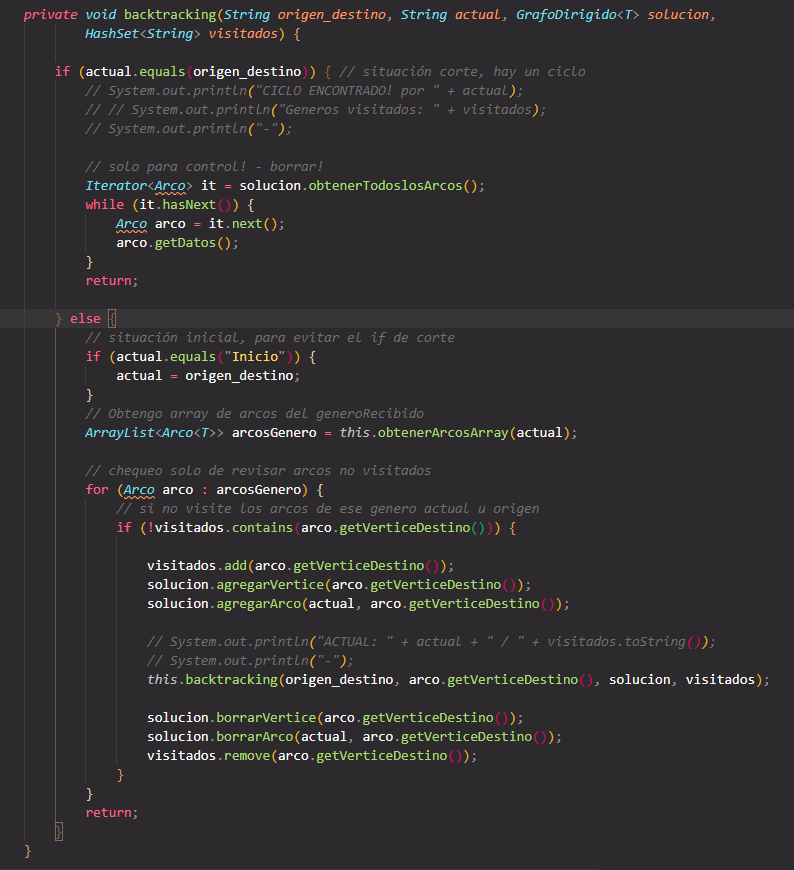 private void backtracking(String origen_destino, String actual, GrafoDirigido<T> solucion,
HashSet<String> visitados) {
if (actual.equals(origen_destino)) { // situación corte, hay un ciclo
// System.out.println("CICLO ENCONTRADO! por " + actual);
// // System.out.println("Generos visitados: " + visitados);
// System.out.println("-");
// solo para control! - borrar!
Iterator<Arco> it = solucion.obtenerTodoslosArcos();
while (it.hasNext()) {
Arco arco = it.next();
arco.getDatos();
}
return;
} else {
// situación inicial, para evitar el if de corte
if (actual.equals("Inicio")) {
actual = origen_destino;
}
// Obtengo array de arcos del generoRecibido
ArrayList<Arco<T>> arcosGenero = this.obtenerArcosArray(actual);
// chequeo solo de revisar arcos no visitados
for (Arco arco : arcosGenero) {
// si no visite los arcos de ese genero actual u origen
if (!visitados.contains(arco.getVerticeDestino())) {
visitados.add(arco.getVerticeDestino());
solucion.agregarVertice(arco.getVerticeDestino());
solucion.agregarArco(actual, arco.getVerticeDestino());
// System.out.println("ACTUAL: " + actual + " / " + visitados.toString());
// System.out.println("-");
this.backtracking(origen_destino, arco.getVerticeDestino(), solucion, visitados);
solucion.borrarVertice(arco.getVerticeDestino());
solucion.borrarArco(actual, arco.getVerticeDestino());
visitados.remove(arco.getVerticeDestino());
}
}
return;
}
}